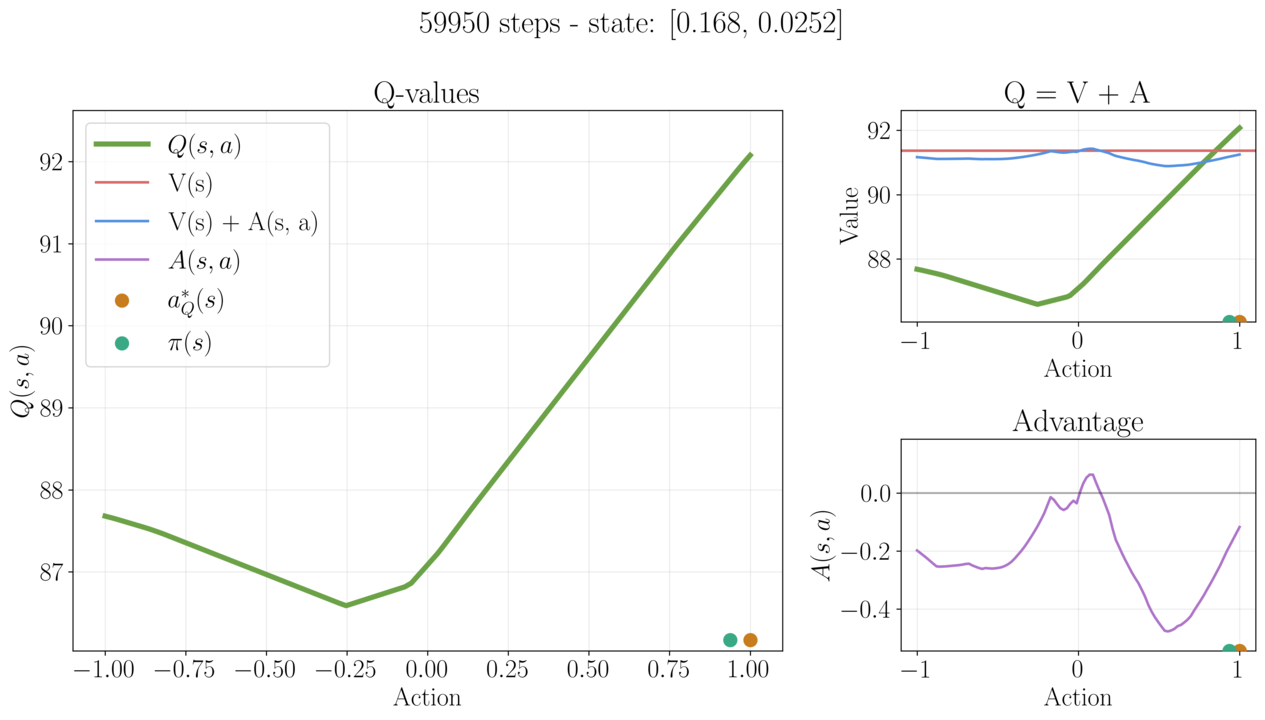 59950 steps - state: [0.168, 0.0252]
Q-values
Q(s, a)
V(s)
V(s) + A(s, a)
A(s, a)
a*Q(s)
π(s)
92
91
90
89
88
87
Q(s, a)
−1.00 −0.75 −0.50 −0.25 0.00 0.25 0.50 0.75 1.00
Action
Q = V + A
92
90
88
Value
−1 0 1
Action
Advantage
0.0
−0.2
−0.4
A(s, a)
−1 0 1
Action